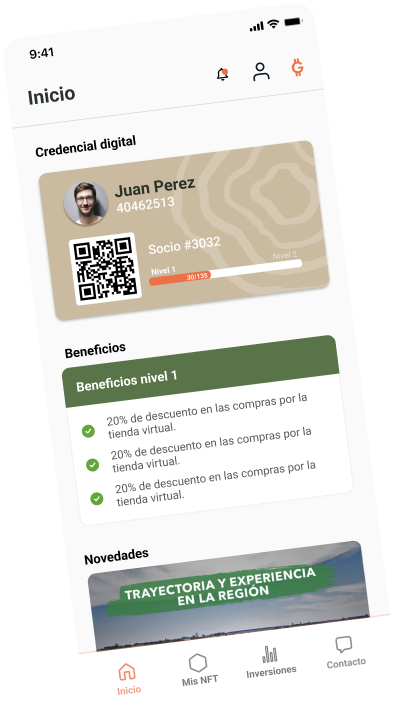 9:41
Inicio
Credencial digital
Juan Perez
40462513
Socio #3032
Nivel 1
Nivel 2
30/135
Beneficios
Beneficios nivel 1
20% de descuento en las compras por la
tienda virtual.
20% de descuento en las compras por la
tienda virtual.
20% de descuento en las compras por la
tienda virtual.
Novedades
TRAYECTORIA Y EXPERIENCIA
EN LA REGIÓN
Inicio
Mis NFT
Inversiones
Contacto